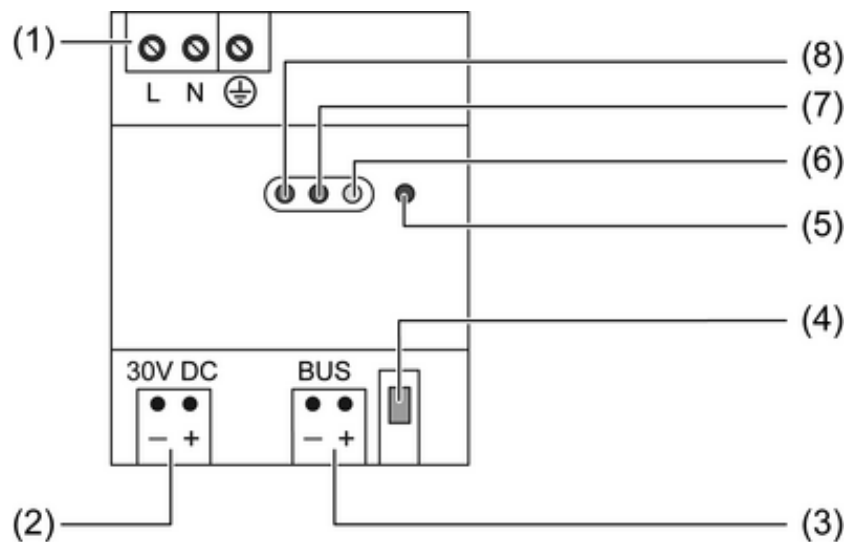 (1)
L N
(8)
(7)
(6)
(5)
(4)
30V DC BUS
– + – +
(2) (3)